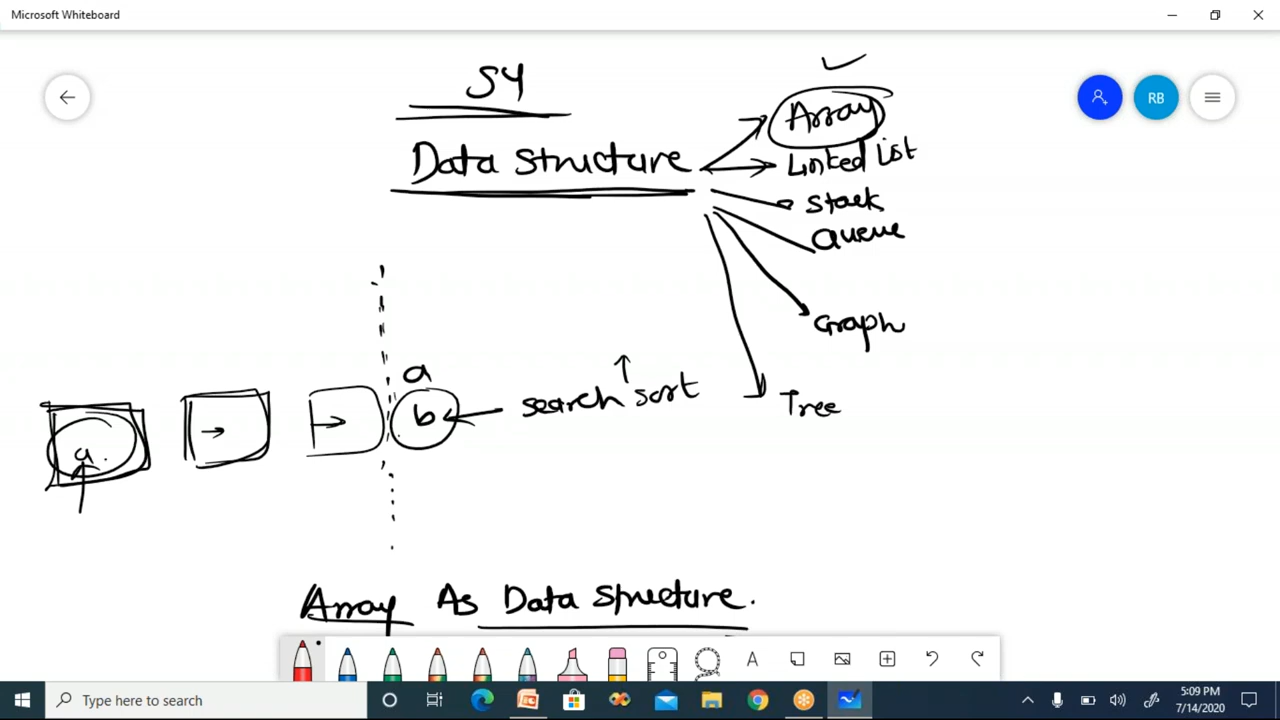 Microsoft Whiteboard
SY
Data Structure
Array
Linked List
Stack
Queue
Graph
Tree
RB
a
b
search sort
a
Array As Data Structure.
A
Type here to search
5:09 PM
7/14/2020